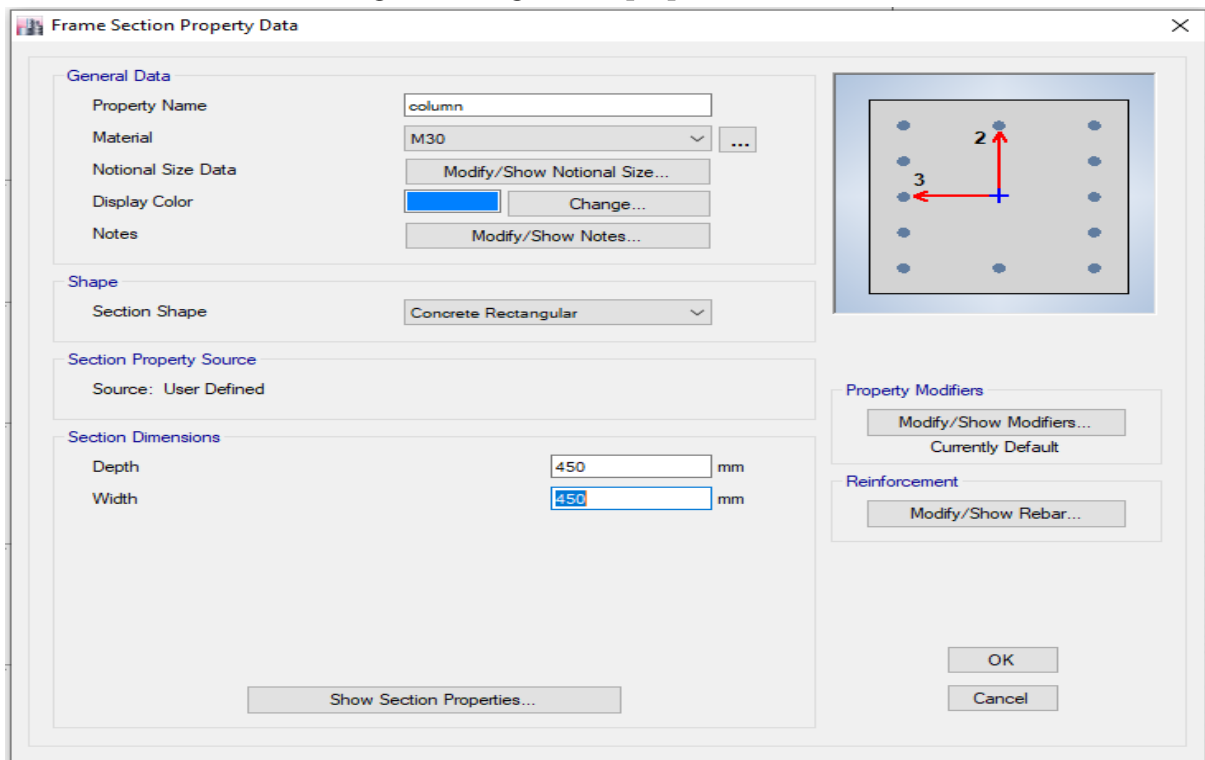 Frame Section Property Data
General Data
Property Name
column
Material
M30
...
Notional Size Data
Modify/Show Notional Size...
Display Color
Change...
Notes
Modify/Show Notes...
2
3
Shape
Section Shape
Concrete Rectangular
Section Property Source
Source: User Defined
Property Modifiers
Modify/Show Modifiers...
Currently Default
Section Dimensions
Depth
450 mm
Width
450 mm
Reinforcement
Modify/Show Rebar...
Show Section Properties...
OK
Cancel